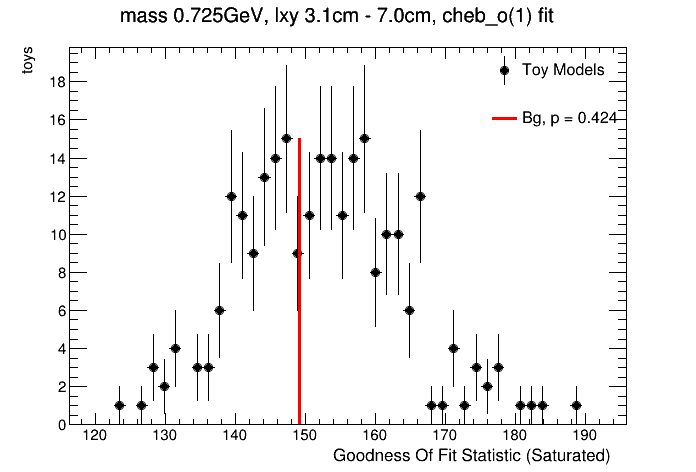 mass 0.725GeV, lxy 3.1cm - 7.0cm, cheb_o(1) fit
toys
Toy Models
Bg, p = 0.424
18
16
14
12
10
8
6
4
2
0
120 130 140 150 160 170 180 190
Goodness Of Fit Statistic (Saturated)